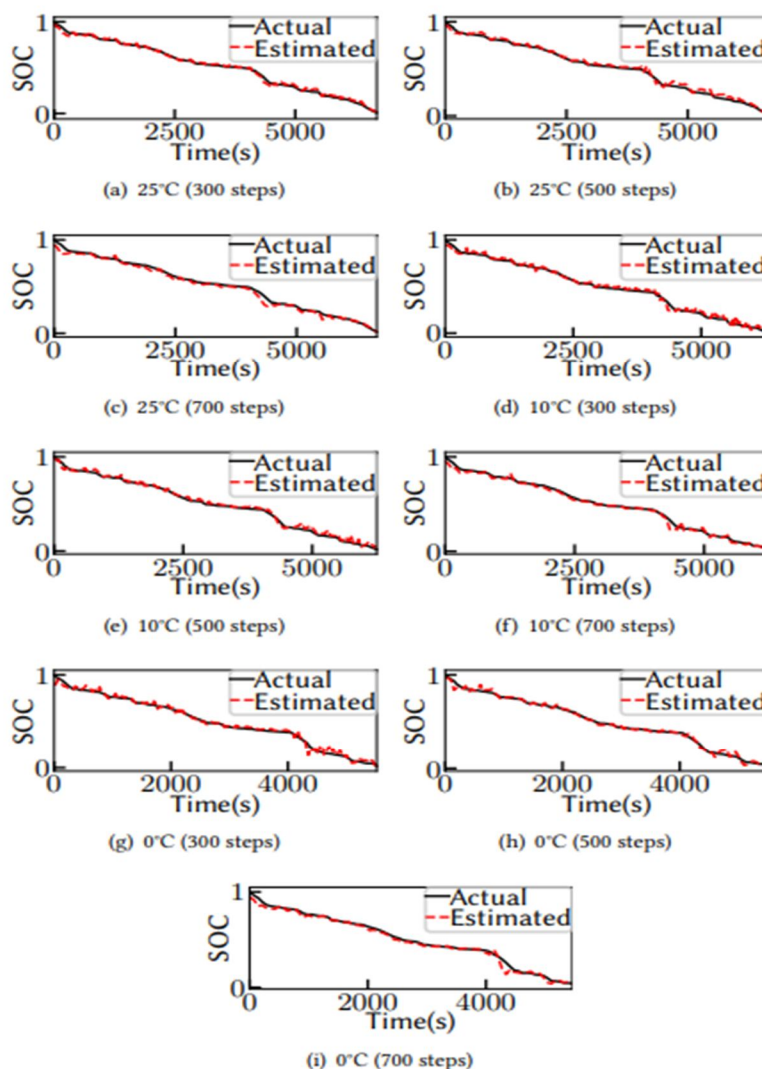 1
Actual
Estimated
SOC
0
0 2500 5000
Time(s)
(a) 25°C (300 steps)
1
Actual
Estimated
SOC
0
0 2500 5000
Time(s)
(b) 25°C (500 steps)
1
Actual
Estimated
SOC
0
0 2500 5000
Time(s)
(c) 25°C (700 steps)
1
Actual
Estimated
SOC
0
0 2500 5000
Time(s)
(d) 10°C (300 steps)
1
Actual
Estimated
SOC
0
0 2500 5000
Time(s)
(e) 10°C (500 steps)
1
Actual
Estimated
SOC
0
0 2500 5000
Time(s)
(f) 10°C (700 steps)
1
Actual
Estimated
SOC
0
0 2000 4000
Time(s)
(g) 0°C (300 steps)
1
Actual
Estimated
SOC
0
0 2000 4000
Time(s)
(h) 0°C (500 steps)
1
Actual
Estimated
SOC
0
0 2000 4000
Time(s)
(i) 0°C (700 steps)